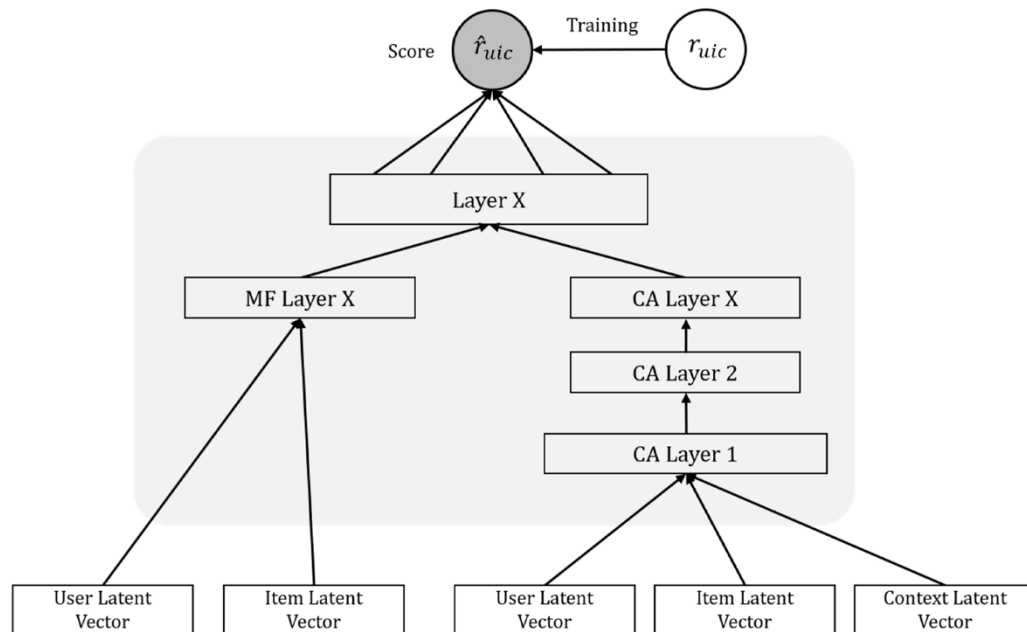 Training
Score
r̂uic
ruic
Layer X
MF Layer X
CA Layer X
CA Layer 2
CA Layer 1
User Latent
Vector
Item Latent
Vector
User Latent
Vector
Item Latent
Vector
Context Latent
Vector